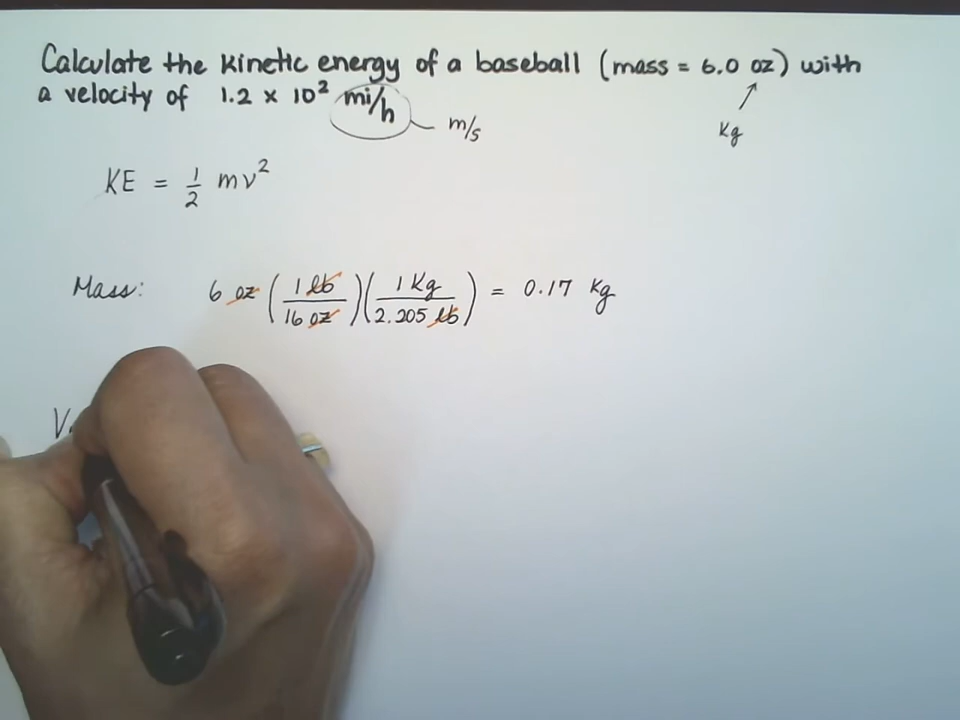 Calculate the kinetic energy of a baseball (mass = 6.0 oz) with
a velocity of 1.2 × 10² mi/h
m/s
Kg
KE = 1/2 mv²
Mass: 6 oz (1 lb / 16 oz)(1 Kg / 2.205 lb) = 0.17 Kg
V